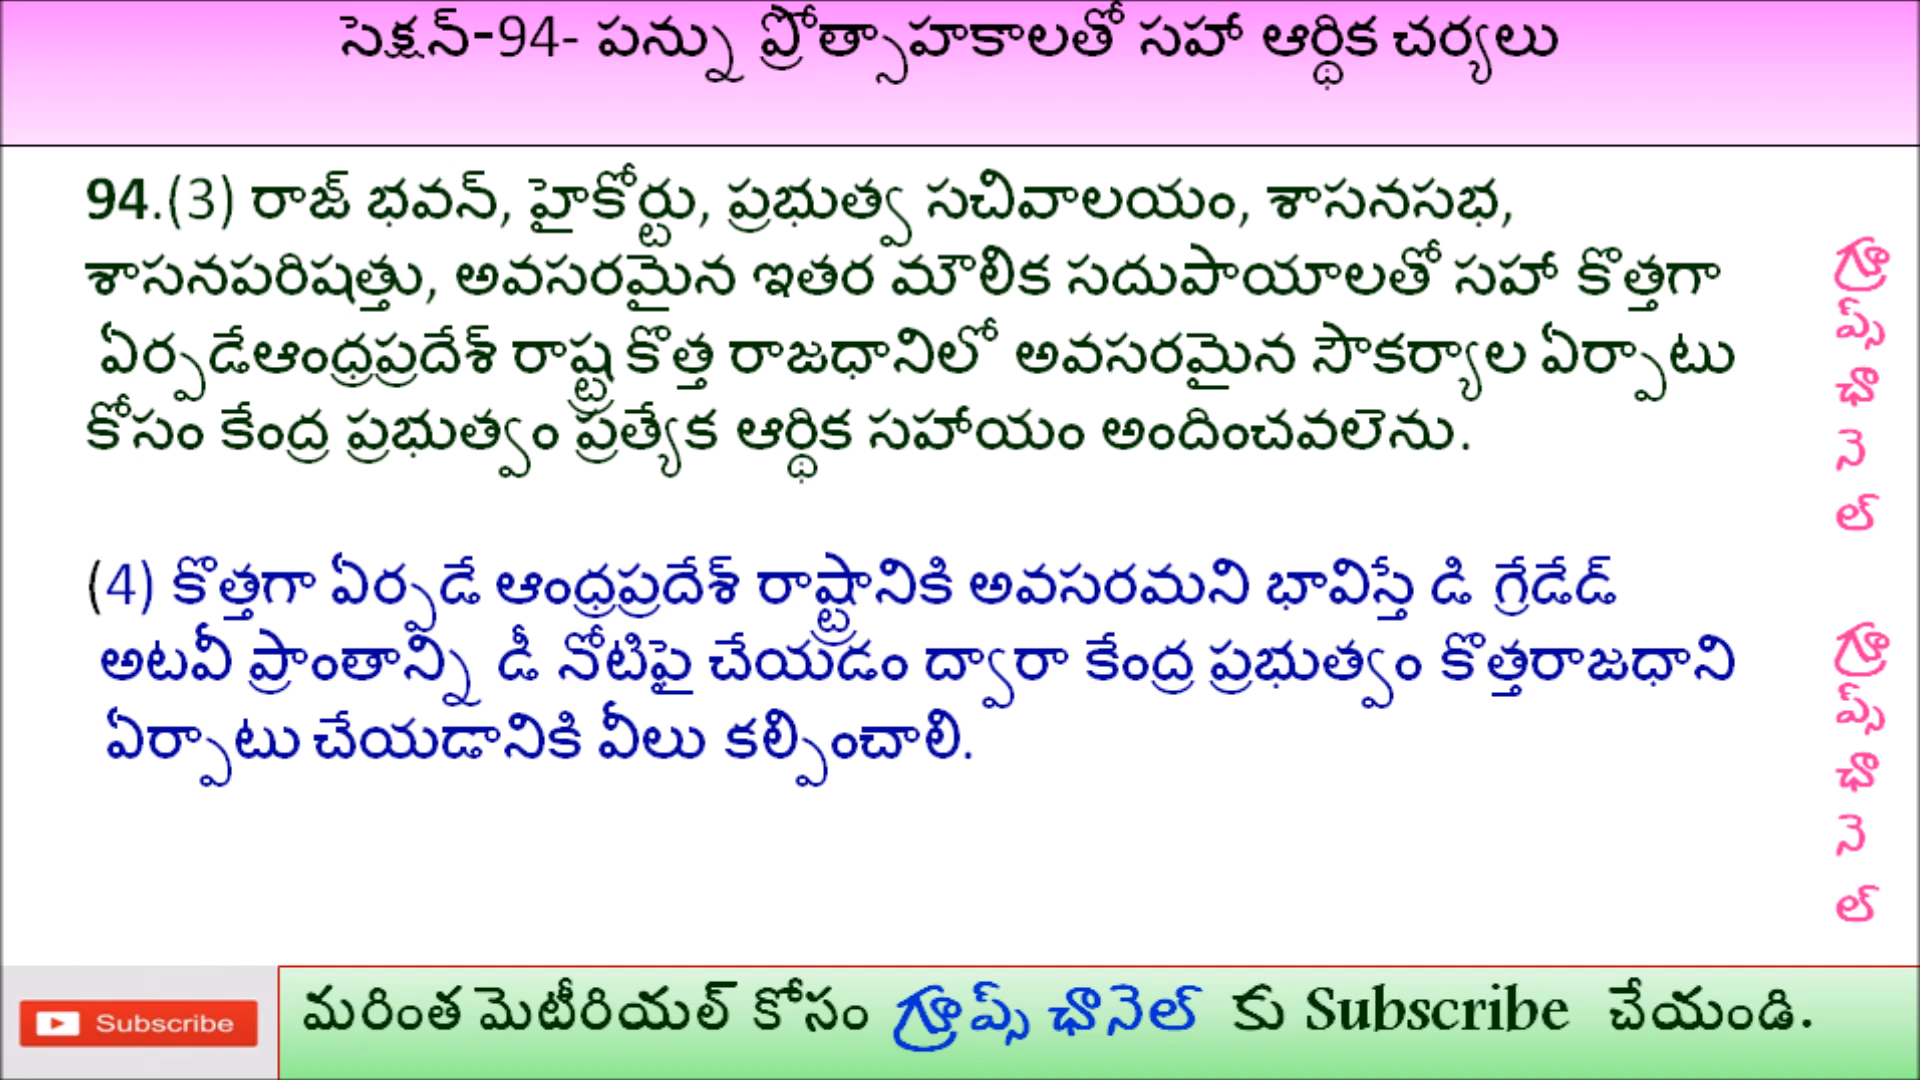 సెక్షన్-94- పన్ను ప్రోత్సాహకాలతో సహా ఆర్థిక చర్యలు
94.(3) రాజ్ భవన్, హైకోర్టు, ప్రభుత్వ సచివాలయం, శాసనసభ,
శాసనపరిషత్తు, అవసరమైన ఇతర మౌలిక సదుపాయాలతో సహా కొత్తగా
ఏర్పడేఆంధ్రప్రదేశ్ రాష్ట్ర కొత్త రాజధానిలో అవసరమైన సౌకర్యాల ఏర్పాటు
కోసం కేంద్ర ప్రభుత్వం ప్రత్యేక ఆర్థిక సహాయం అందించవలెను.
(4) కొత్తగా ఏర్పడే ఆంధ్రప్రదేశ్ రాష్ట్రానికి అవసరమని భావిస్తే డి గ్రేడేడ్
అటవీ ప్రాంతాన్ని డీ నోటిఫై చేయడం ద్వారా కేంద్ర ప్రభుత్వం కొత్తరాజధాని
ఏర్పాటు చేయడానికి వీలు కల్పించాలి.
గ్రూప్స్ ఛానెల్
గ్రూప్స్ ఛానెల్
Subscribe
మరింత మెటీరియల్ కోసం గ్రూప్స్ ఛానెల్ కు Subscribe చేయండి.